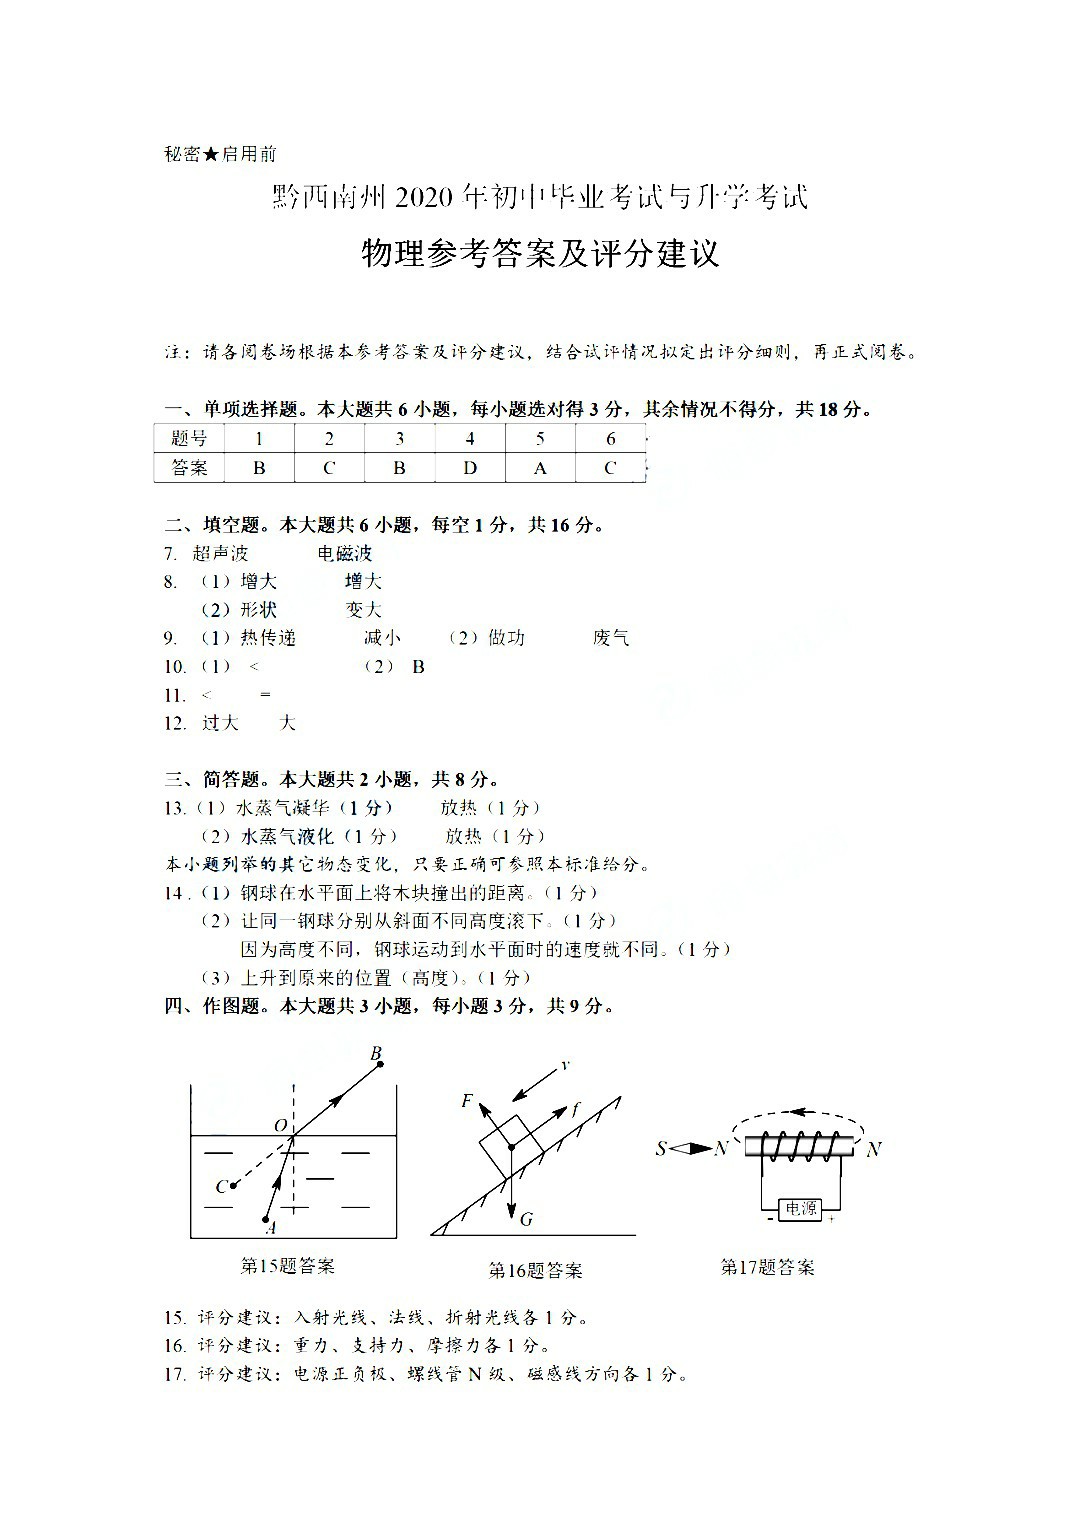 秘密★启用前
黔西南州 2020 年初中毕业考试与升学考试
物理参考答案及评分建议
注：请各阅卷场根据本参考答案及评分建议，结合试评情况拟定出评分细则，再正式阅卷。
一、单项选择题。本大题共 6 小题，每小题选对得 3 分，其余情况不得分，共 18 分。
题号 1 2 3 4 5 6
答案 B C B D A C
二、填空题。本大题共 6 小题，每空 1 分，共 16 分。
7. 超声波 电磁波
8. （1）增大 增大
（2）形状 变大
9. （1）热传递 减小 （2）做功 废气
10.（1） < （2） B
11. < =
12. 过大 大
三、简答题。本大题共 2 小题，共 8 分。
13.（1）水蒸气凝华（1 分） 放热（1 分）
（2）水蒸气液化（1 分） 放热（1 分）
本小题列举的其它物态变化，只要正确可参照本标准给分。
14 .（1）钢球在水平面上将木块撞出的距离。（1 分）
（2）让同一钢球分别从斜面不同高度滚下。（1 分）
因为高度不同，钢球运动到水平面时的速度就不同。（1 分）
（3）上升到原来的位置（高度）。（1 分）
四、作图题。本大题共 3 小题，每小题 3 分，共 9 分。
B
O
C
A
第15题答案
v
F
f
G
第16题答案
S N N
电源
- +
第17题答案
15. 评分建议：入射光线、法线、折射光线各 1 分。
16. 评分建议：重力、支持力、摩擦力各 1 分。
17. 评分建议：电源正负极、螺线管 N 级、磁感线方向各 1 分。